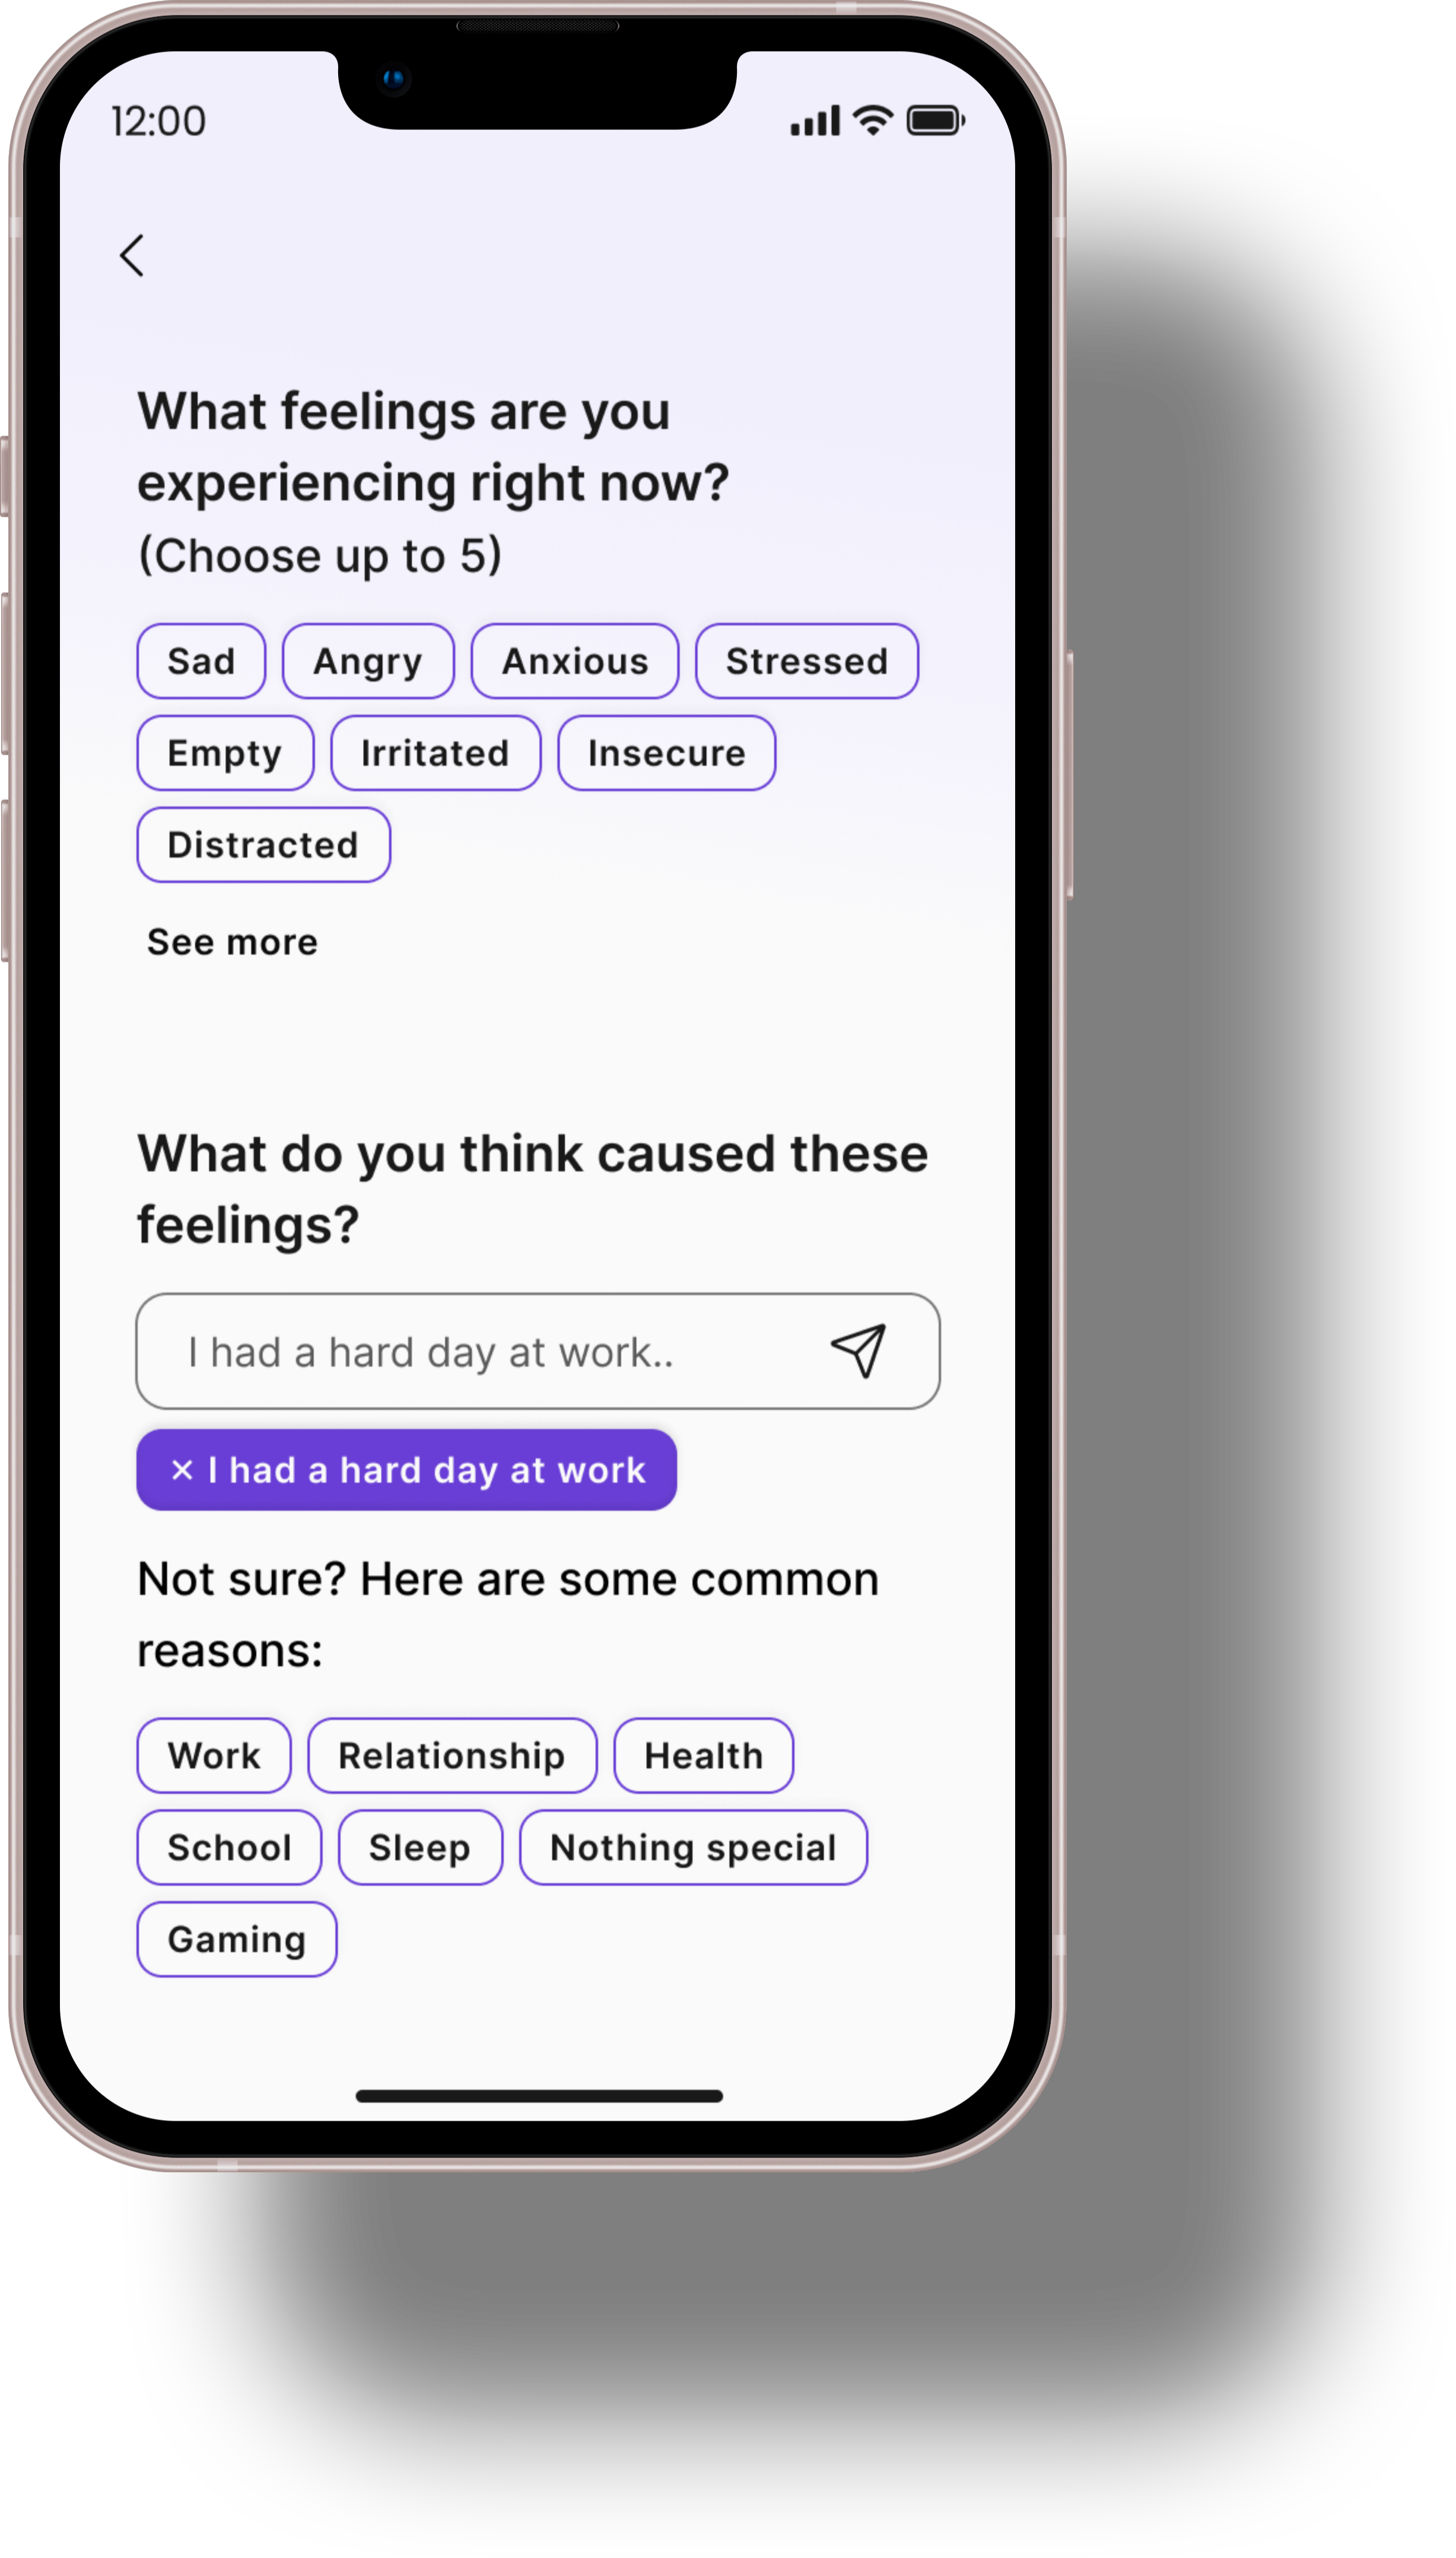 12:00
What feelings are you
experiencing right now?
(Choose up to 5)
Sad Angry Anxious Stressed
Empty Irritated Insecure
Distracted
See more
What do you think caused these
feelings?
I had a hard day at work..
× I had a hard day at work
Not sure? Here are some common
reasons:
Work Relationship Health
School Sleep Nothing special
Gaming